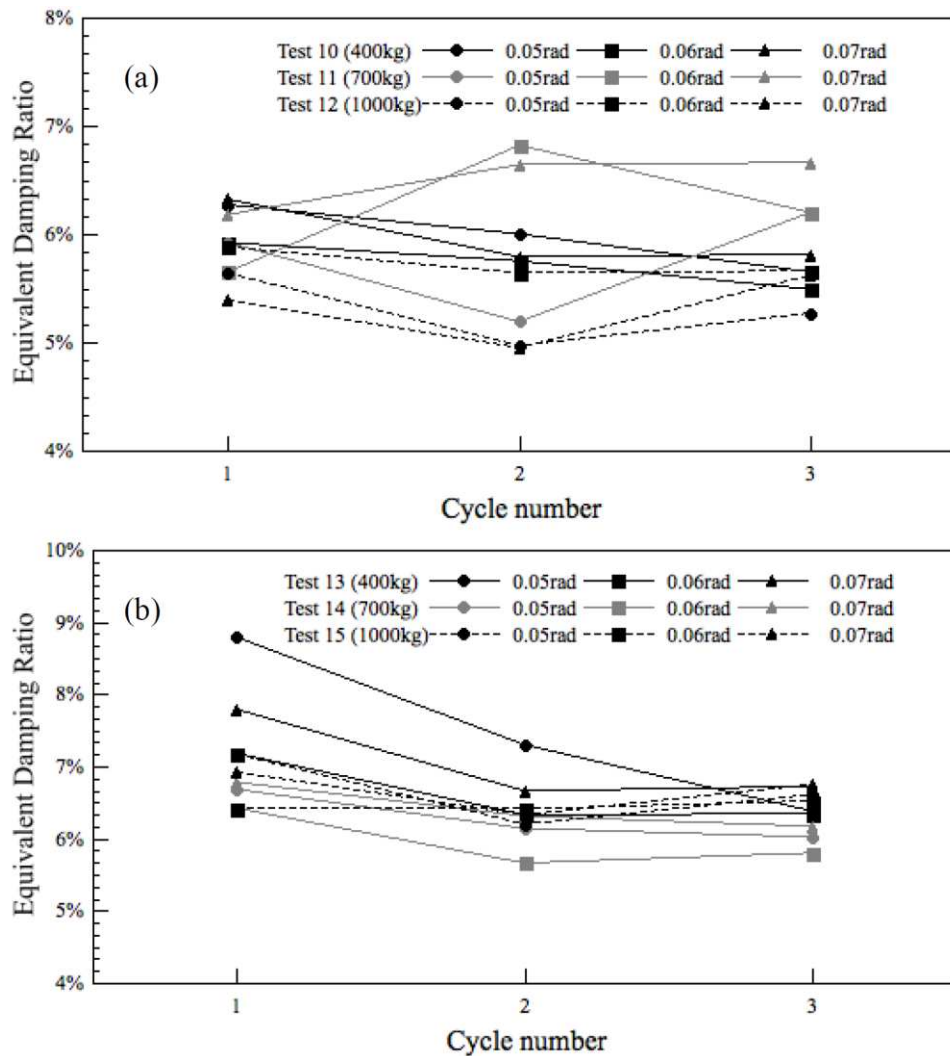 8%
(a)
Test 10 (400kg) 0.05rad 0.06rad 0.07rad
Test 11 (700kg) 0.05rad 0.06rad 0.07rad
Test 12 (1000kg) 0.05rad 0.06rad 0.07rad
7%
Equivalent Damping Ratio
6%
5%
4%
1 2 3
Cycle number
10%
(b)
Test 13 (400kg) 0.05rad 0.06rad 0.07rad
Test 14 (700kg) 0.05rad 0.06rad 0.07rad
Test 15 (1000kg) 0.05rad 0.06rad 0.07rad
9%
8%
Equivalent Damping Ratio
7%
6%
5%
4%
1 2 3
Cycle number